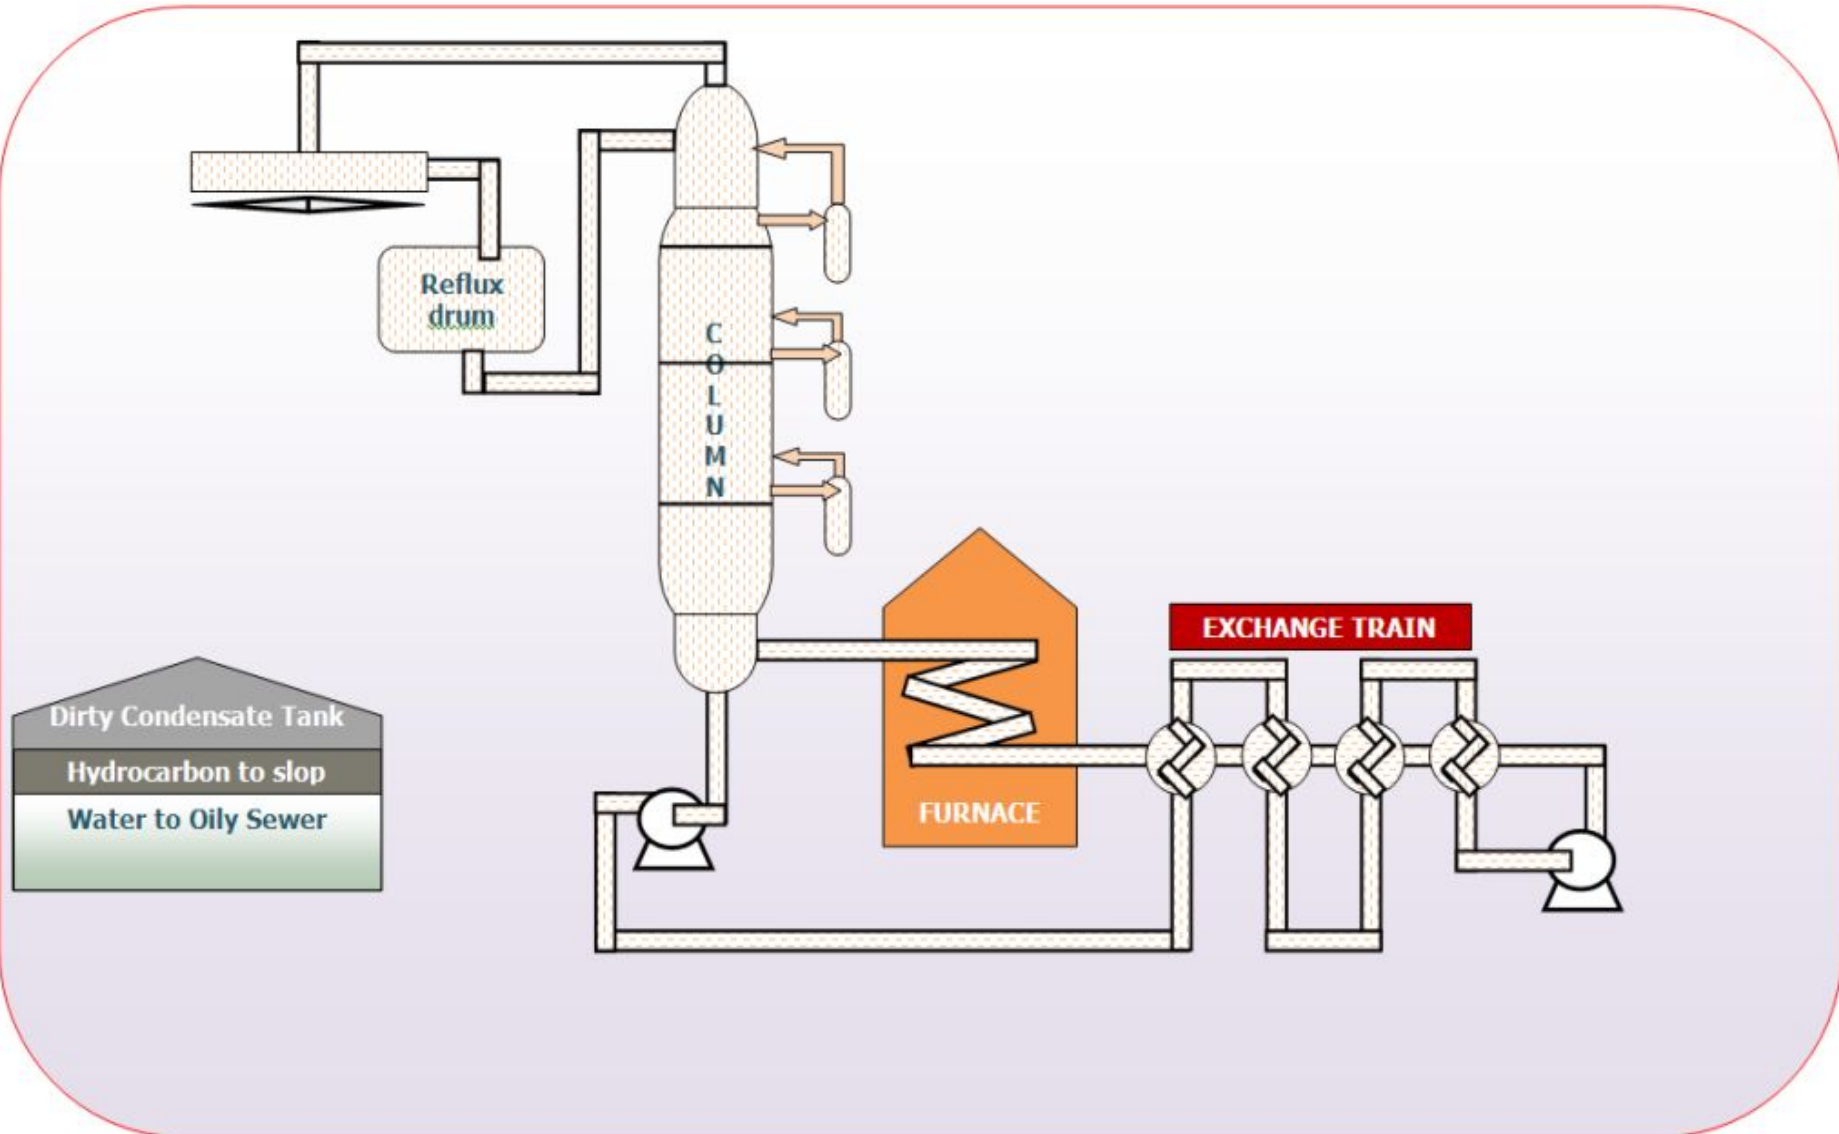 Reflux
drum
C
O
L
U
M
N
EXCHANGE TRAIN
Dirty Condensate Tank
Hydrocarbon to slop
Water to Oily Sewer
FURNACE